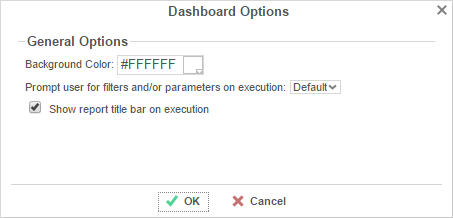 Dashboard Options
General Options
Background Color: #FFFFFF
Prompt user for filters and/or parameters on execution: Default
Show report title bar on execution
OK Cancel